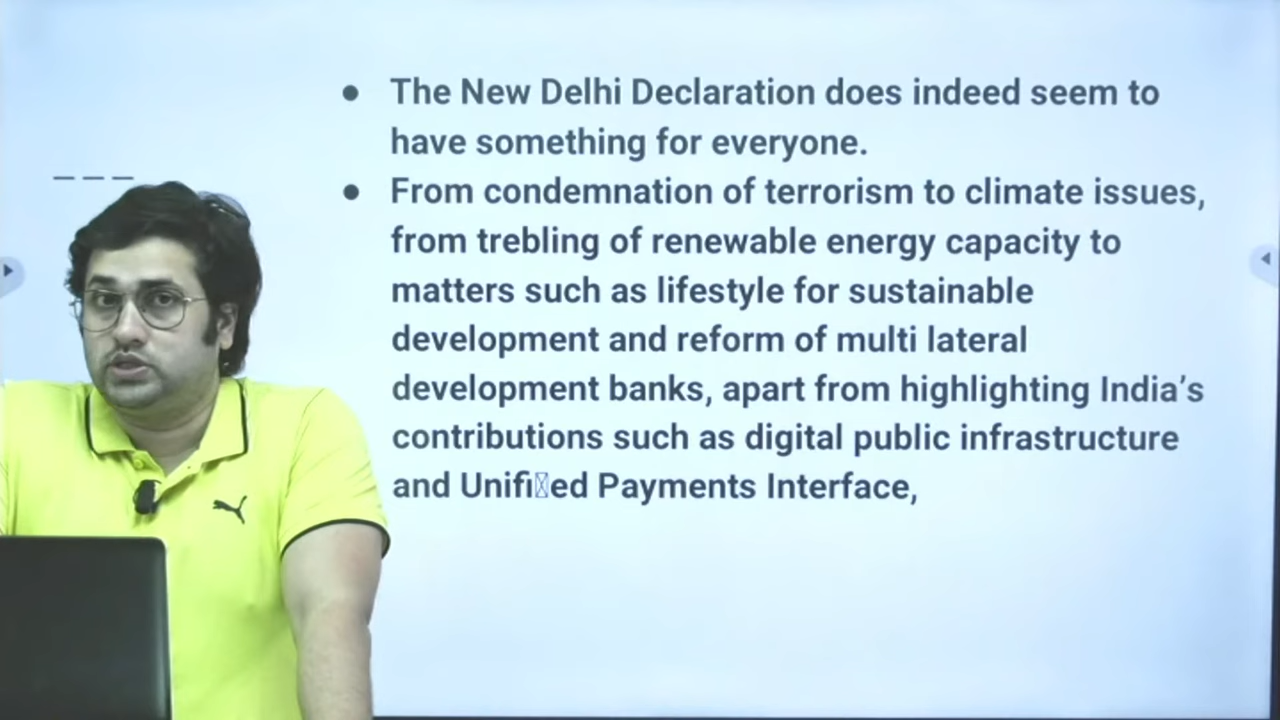 ● The New Delhi Declaration does indeed seem to
have something for everyone.
● From condemnation of terrorism to climate issues,
from trebling of renewable energy capacity to
matters such as lifestyle for sustainable
development and reform of multi lateral
development banks, apart from highlighting India’s
contributions such as digital public infrastructure
and Unifi▯ed Payments Interface,